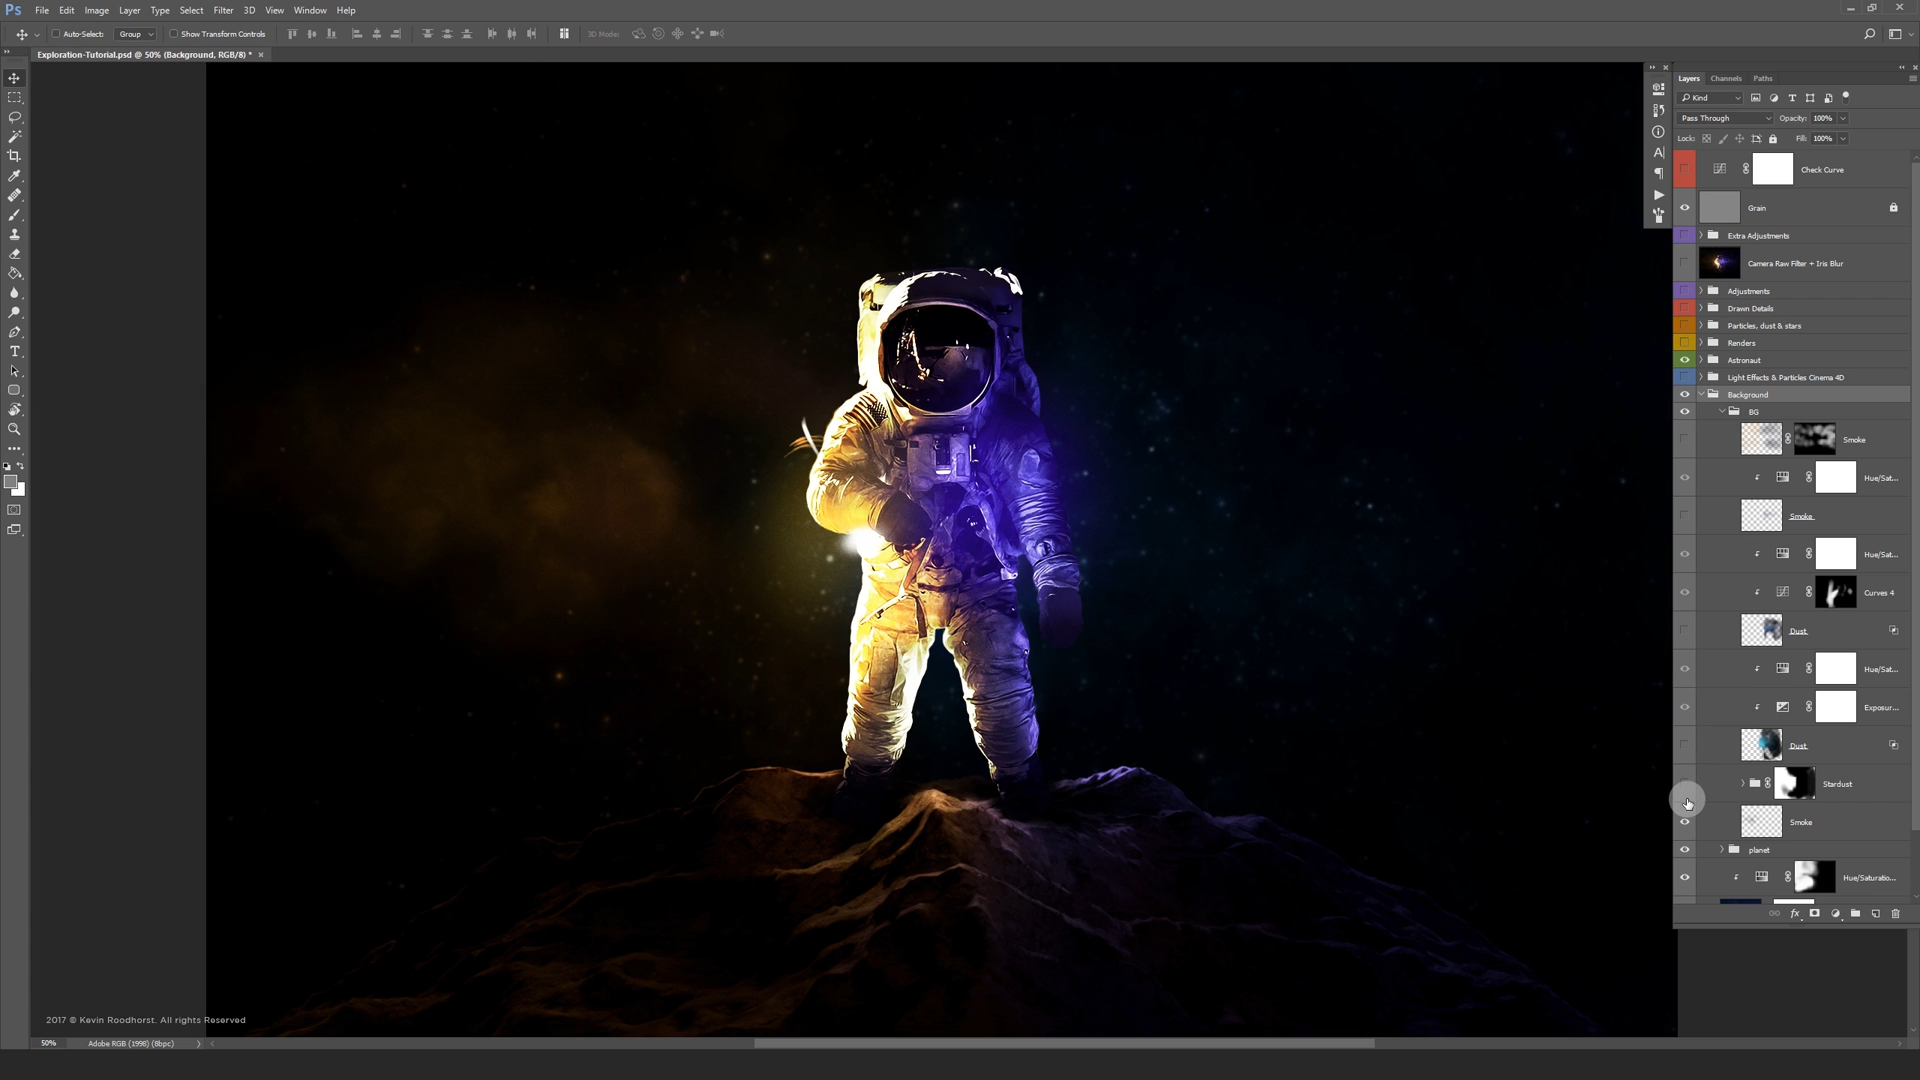 Ps File Edit Image Layer Type Select Filter 3D View Window Help
Auto-Select: Group Show Transform Controls 3D Mode:
Exploration-Tutorial.psd @ 50% (Background, RGB/8) *
Layers Channels Paths
Kind
Pass Through Opacity: 100%
Lock: Fill: 100%
Check Curve
Grain
Extra Adjustments
Camera Raw Filter + Iris Blur
Adjustments
Drawn Details
Particles, dust & stars
Renders
Astronaut
Light Effects & Particles Cinema 4D
Background
BG
Smoke
Hue/Sat...
Smoke
Hue/Sat...
Curves 4
Dust
Hue/Sat...
Exposur...
Dust
Stardust
Smoke
planet
Hue/Saturatio...
2017 © Kevin Roodhorst. All rights Reserved
50% Adobe RGB (1998) (8bpc)